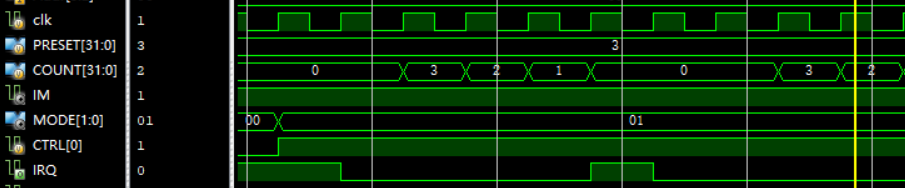 clk 1
PRESET[31:0] 3 3
COUNT[31:0] 2 0 3 2 1 0 3 2
IM 1
MODE[1:0] 01 00 01
CTRL[0] 1
IRQ 0